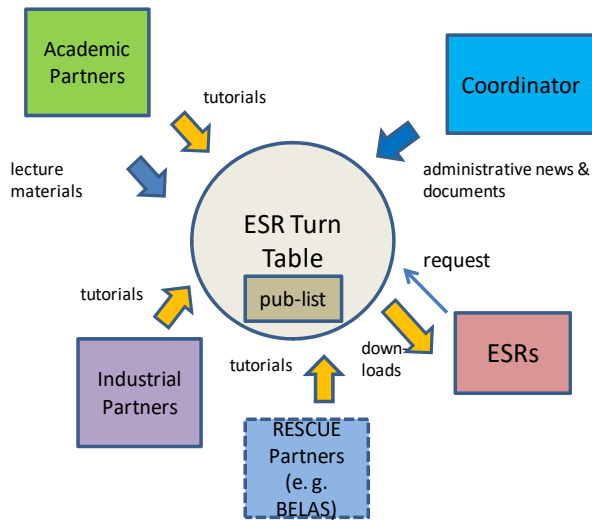 Academic
Partners
tutorials
Coordinator
lecture
materials
administrative news &
documents
ESR Turn
Table
pub-list
request
tutorials
Industrial
Partners
tutorials
down-
loads
ESRs
RESCUE
Partners
(e. g.
BELAS)